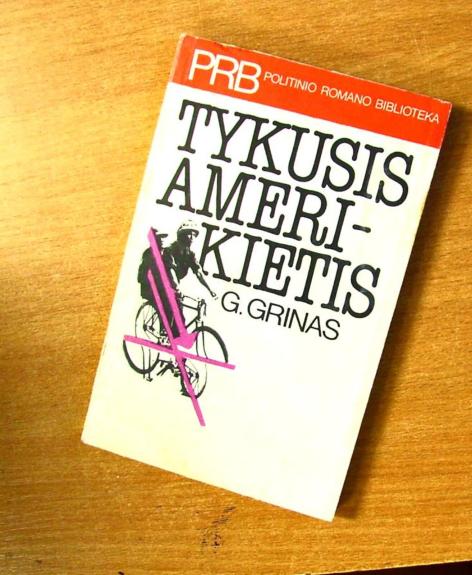 PRB POLITINIO ROMANO BIBLIOTEKA
TYKUSIS
AMERI-
KIETIS
G. GRINAS